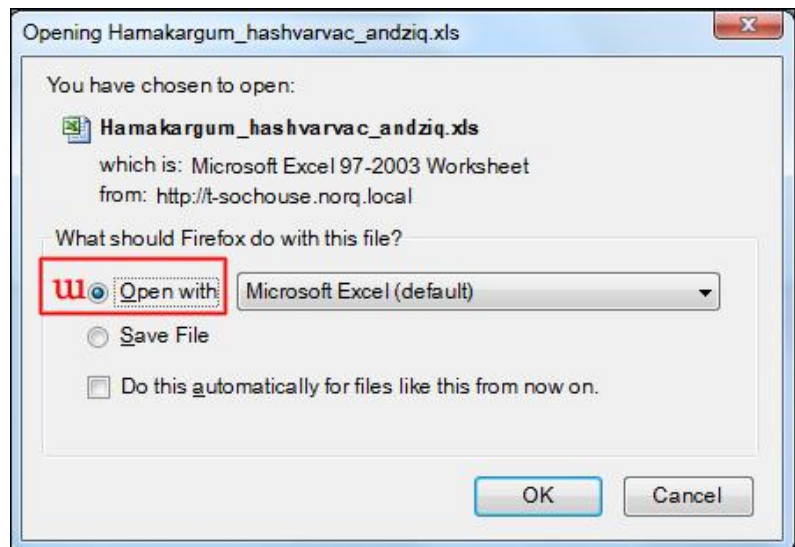 Opening Hamakargum_hashvarvac_andziq.xls
You have chosen to open:
Hamakargum_hashvarvac_andziq.xls
which is: Microsoft Excel 97-2003 Worksheet
from: http://t-sochouse.norq.local
What should Firefox do with this file?
ա Open with Microsoft Excel (default)
Save File
Do this automatically for files like this from now on.
OK Cancel